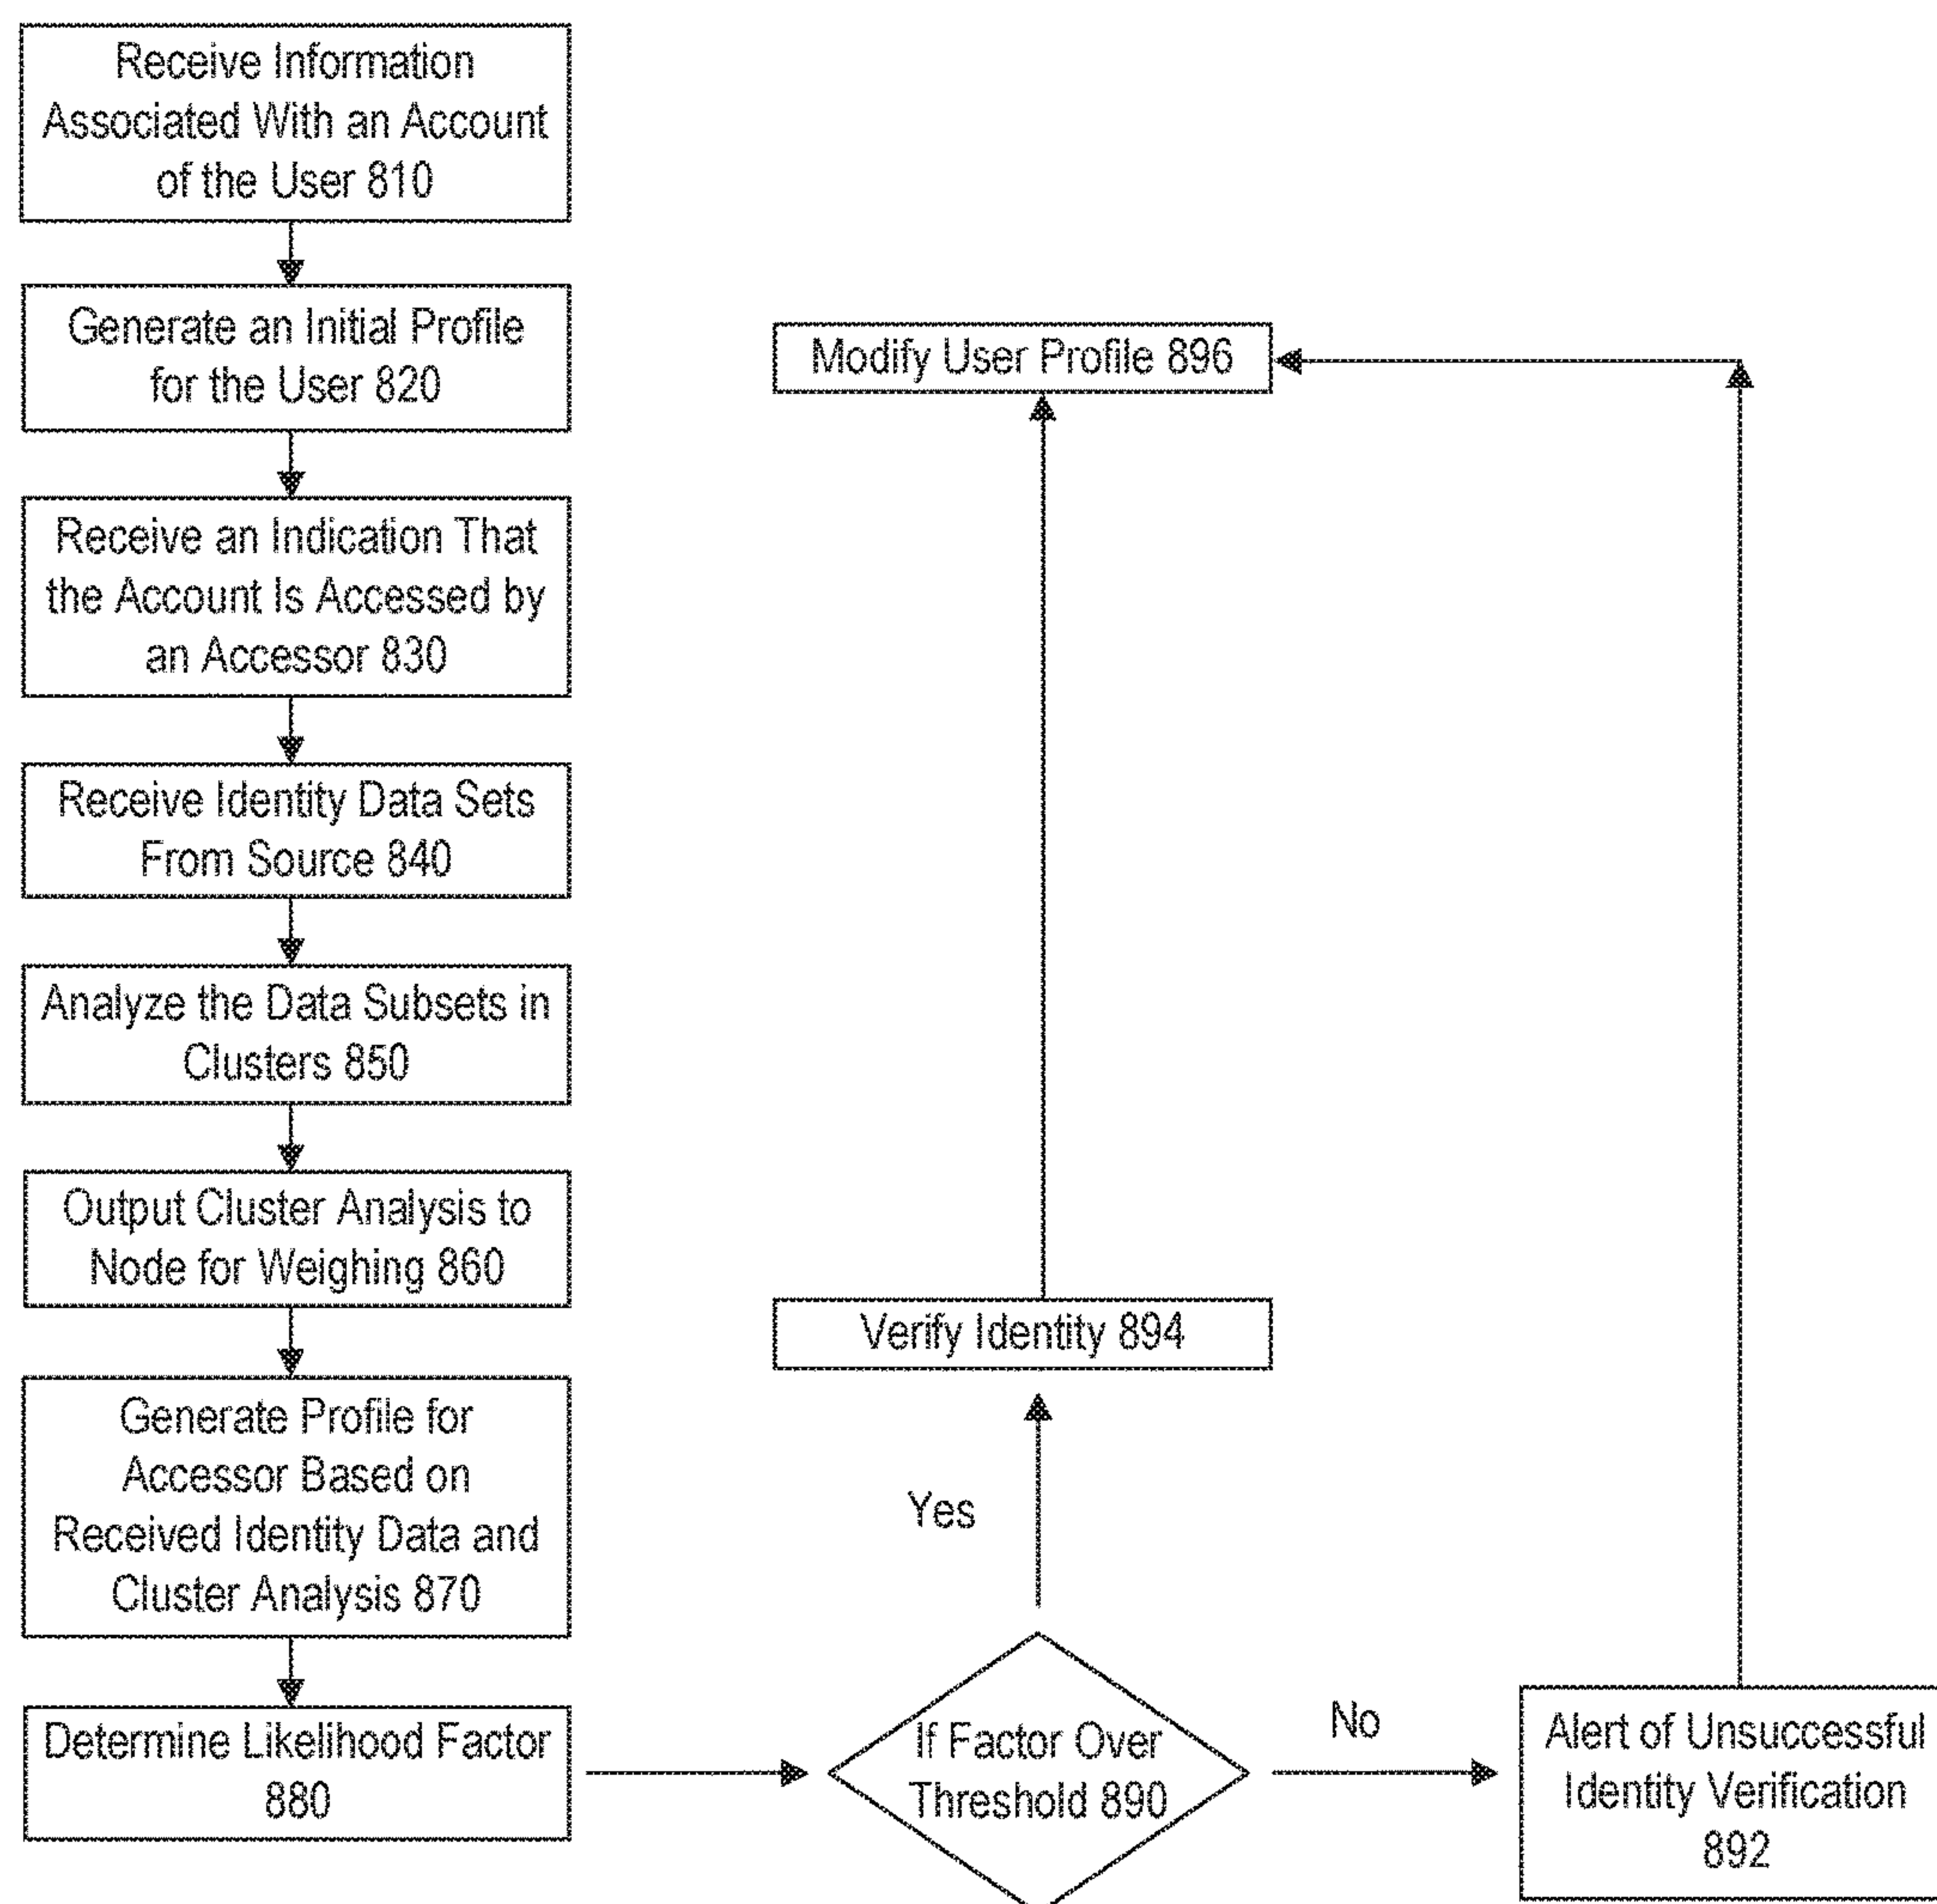 Receive Information
Associated With an Account
of the User 810
Generate an Initial Profile
for the User 820
Receive an Indication That
the Account Is Accessed by
an Accessor 830
Receive Identity Data Sets
From Source 840
Analyze the Data Subsets in
Clusters 850
Output Cluster Analysis to
Node for Weighing 860
Generate Profile for
Accessor Based on
Received Identity Data and
Cluster Analysis 870
Determine Likelihood Factor
880
If Factor Over
Threshold 890
Yes
Verify Identity 894
Modify User Profile 896
No
Alert of Unsuccessful
Identity Verification
892